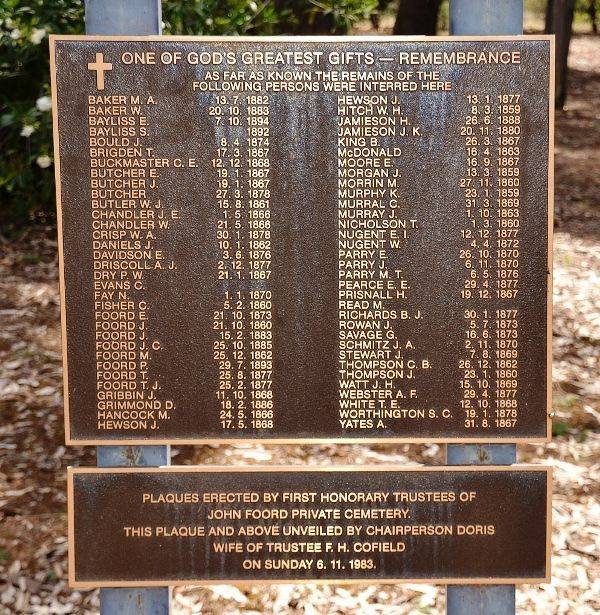 ONE OF GOD'S GREATEST GIFTS — REMEMBRANCE
AS FAR AS KNOWN THE REMAINS OF THE
FOLLOWING PERSONS WERE INTERRED HERE
BAKER M. A. 13. 7. 1882
BAKER W. 20. 10. 1883
BAYLISS E. 7. 10. 1894
BAYLISS S. 1892
BOULD J. 8. 4. 1874
BRIGDEN T. 17. 3. 1867
BUCKMASTER C. E. 12. 12. 1868
BUTCHER E. 19. 1. 1867
BUTCHER J. 19. 1. 1867
BUTCHER 27. 3. 1878
BUTLER W. J. 15. 8. 1861
CHANDLER J. E. 1. 5. 1866
CHANDLER W. 21. 5. 1866
CRISP W. A. 30. 1. 1878
DANIELS J. 10. 1. 1862
DAVIDSON E. 3. 6. 1876
DRISCOLL A. J. 2. 12. 1877
DRY P. W. 21. 1. 1867
EVANS C.
FAY N. 1. 1. 1870
FISHER C. 5. 2. 1860
FOORD E. 21. 10. 1873
FOORD J. 21. 10. 1860
FOORD J. 15. 2. 1883
FOORD J. C. 25. 10. 1885
FOORD M. 25. 12. 1862
FOORD P. 29. 7. 1893
FOORD T. 25. 8. 1877
FOORD T. J. 25. 2. 1877
GRIBBIN J. 11. 10. 1868
GRIMMOND D. 18. 2. 1886
HANCOCK M. 24. 5. 1866
HEWSON J. 17. 5. 1868
HEWSON J. 13. 1. 1877
HITCH W. H. 8. 3. 1859
JAMIESON H. 26. 6. 1888
JAMIESON J. K. 20. 11. 1880
KING B. 26. 3. 1867
McDONALD 16. 4. 1863
MOORE E. 16. 9. 1867
MORGAN J. 13. 3. 1859
MORRIN M. 27. 11. 1860
MURPHY K. 23. 1. 1859
MURRAL C. 31. 3. 1869
MURRAY J. 1. 10. 1863
NICHOLSON T. 1. 3. 1860
NUGENT E. I. 12. 12. 1877
NUGENT W. 4. 4. 1872
PARRY E. 26. 10. 1870
PARRY J. 6. 11. 1870
PARRY M. T. 6. 5. 1876
PEARCE E. E. 29. 4. 1877
PRISNALL H. 19. 12. 1867
READ M.
RICHARDS B. J. 30. 1. 1877
ROWAN J. 5. 7. 1873
SAVAGE G. 16. 6. 1873
SCHMITZ J. A. 2. 11. 1870
STEWART J. 7. 8. 1869
THOMPSON C. B. 26. 12. 1862
THOMPSON J. 23. 1. 1860
WATT J. H. 15. 10. 1869
WEBSTER A. F. 29. 4. 1877
WHITE T. E. 12. 10. 1868
WORTHINGTON S. C. 19. 1. 1878
YATES A. 31. 8. 1867
PLAQUES ERECTED BY FIRST HONORARY TRUSTEES OF
JOHN FOORD PRIVATE CEMETERY.
THIS PLAQUE AND ABOVE UNVEILED BY CHAIRPERSON DORIS
WIFE OF TRUSTEE F. H. COFIELD
ON SUNDAY 6. 11. 1983.